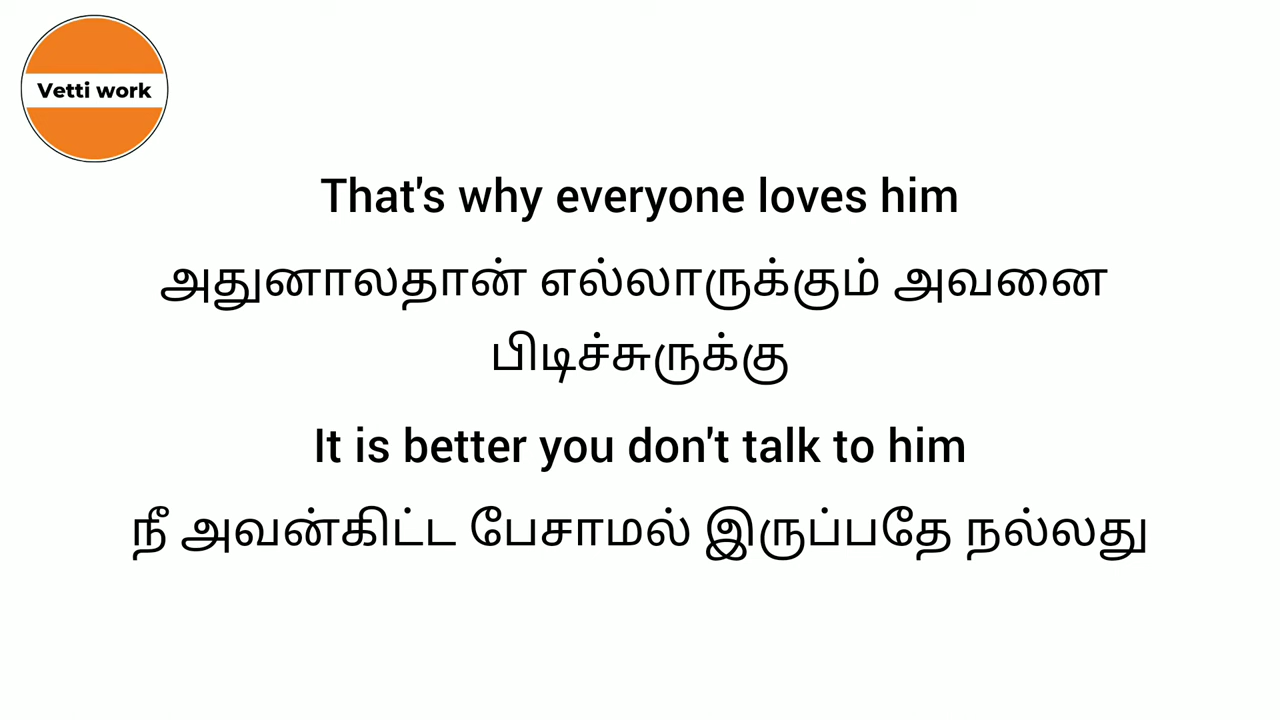 Vetti work
That's why everyone loves him
அதுனாலதான் எல்லாருக்கும் அவனை
பிடிச்சுருக்கு
It is better you don't talk to him
நீ அவன்கிட்ட பேசாமல் இருப்பதே நல்லது